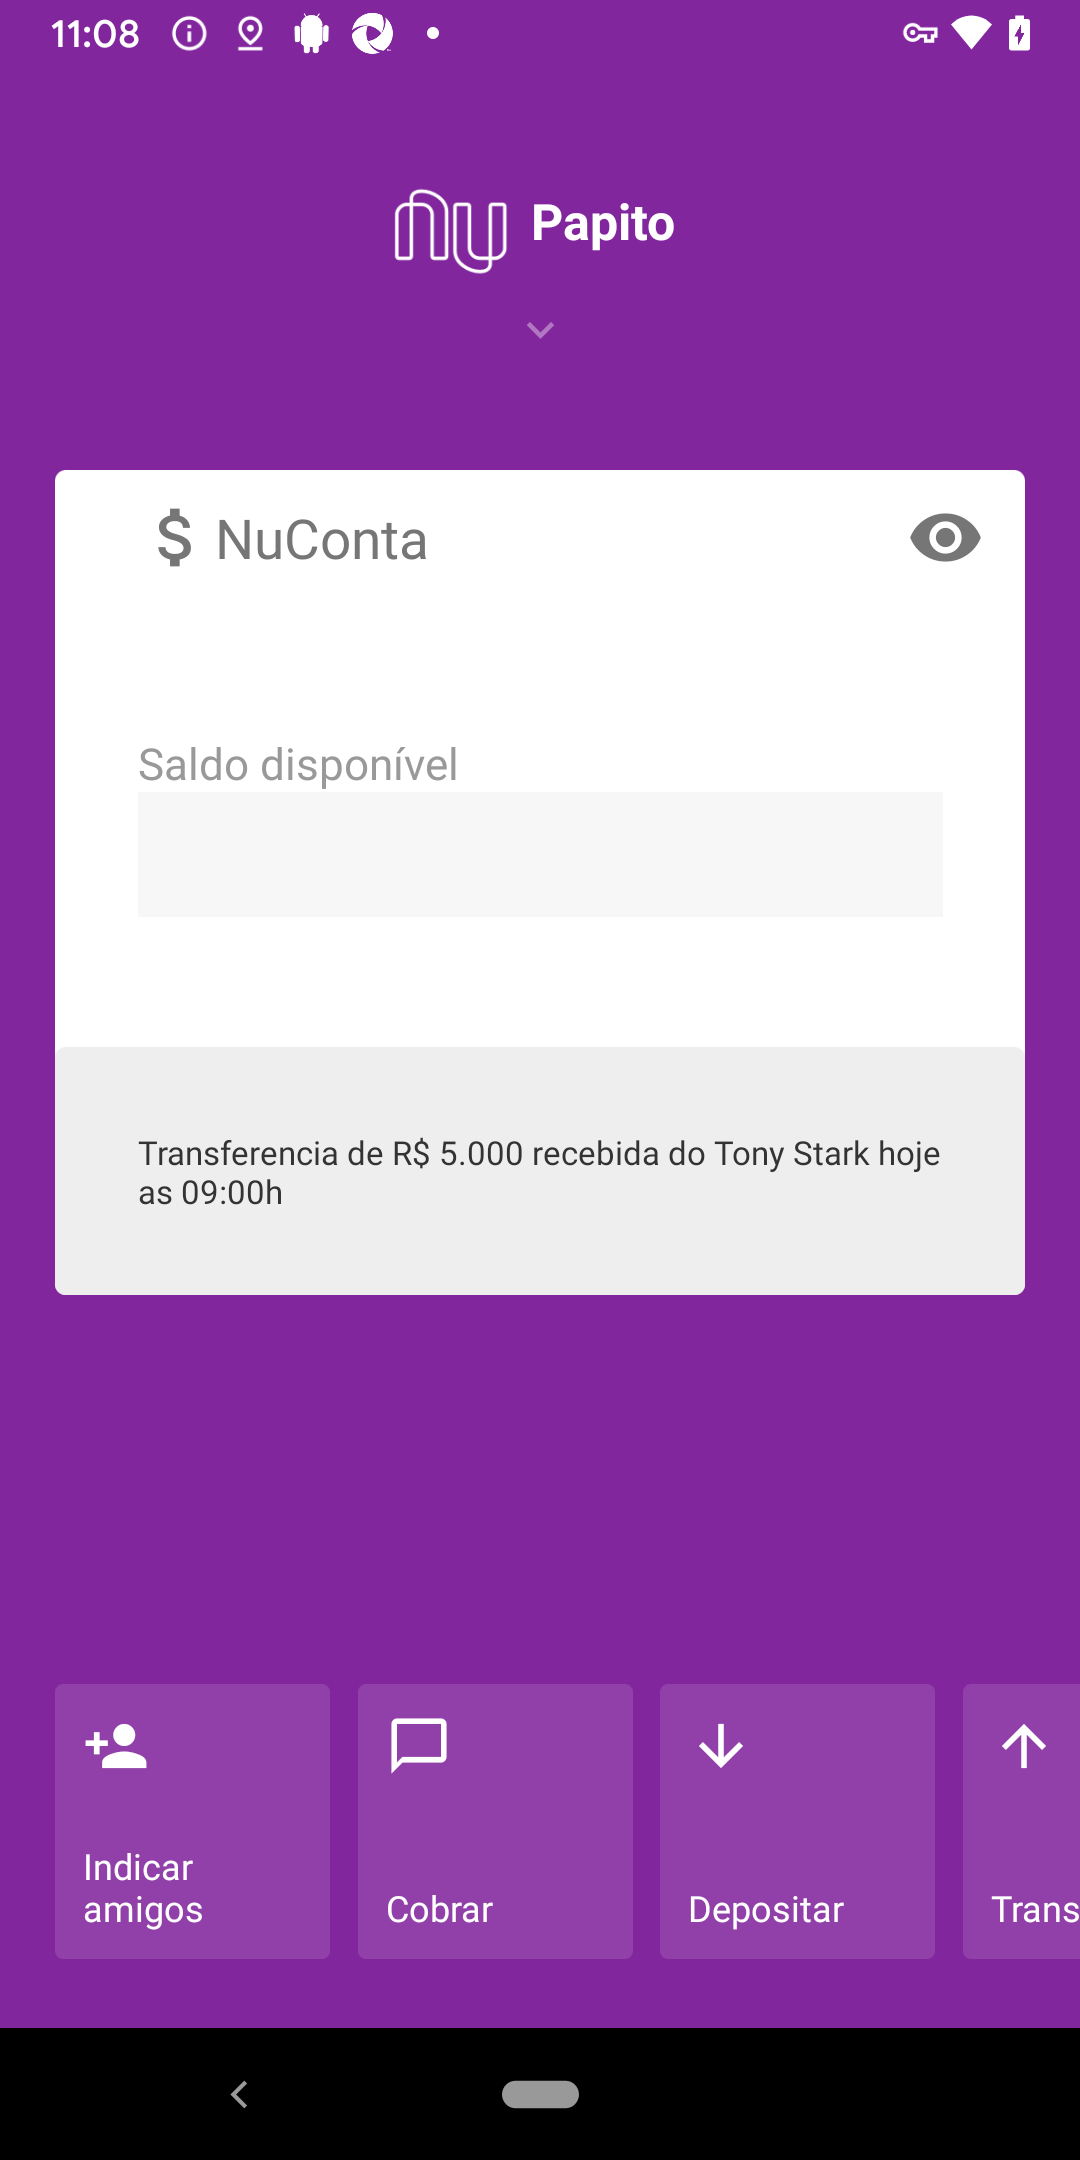 11:08
nu Papito
$ NuConta
Saldo disponível
Transferencia de R$ 5.000 recebida do Tony Stark hoje
as 09:00h
Indicar
amigos
Cobrar
Depositar
Trans